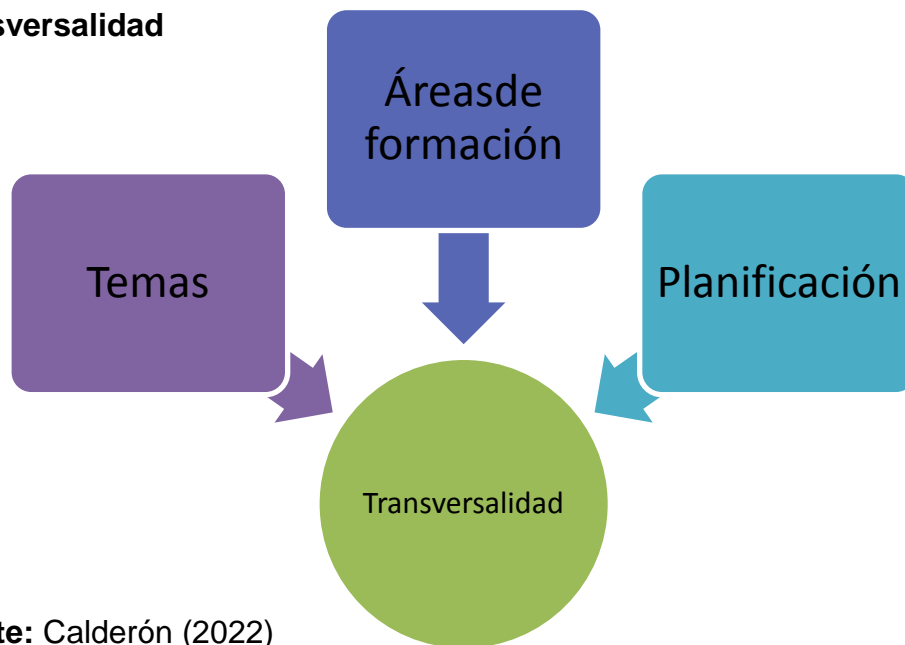 sversalidad
Áreasde
formación
Temas
Planificación
Transversalidad
te: Calderón (2022)